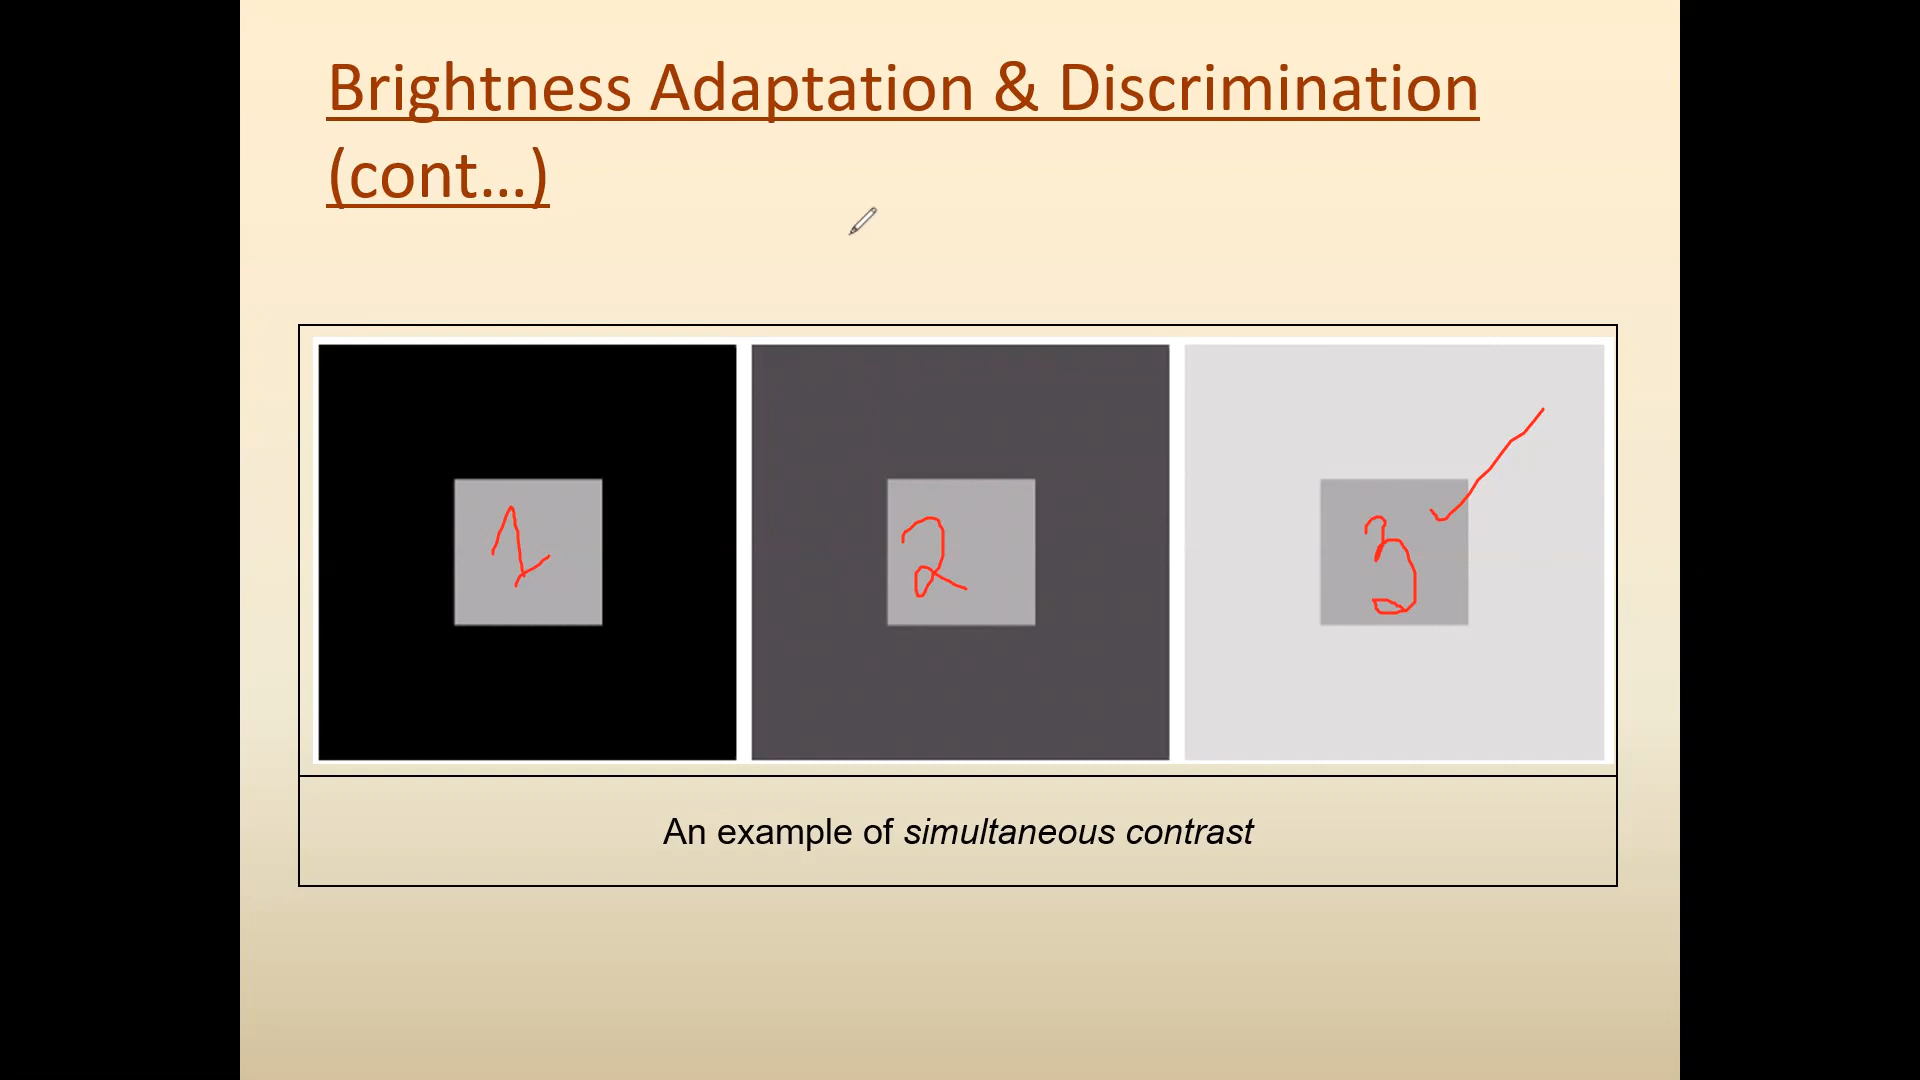 Brightness Adaptation & Discrimination
(cont…)
1
2
3
An example of simultaneous contrast